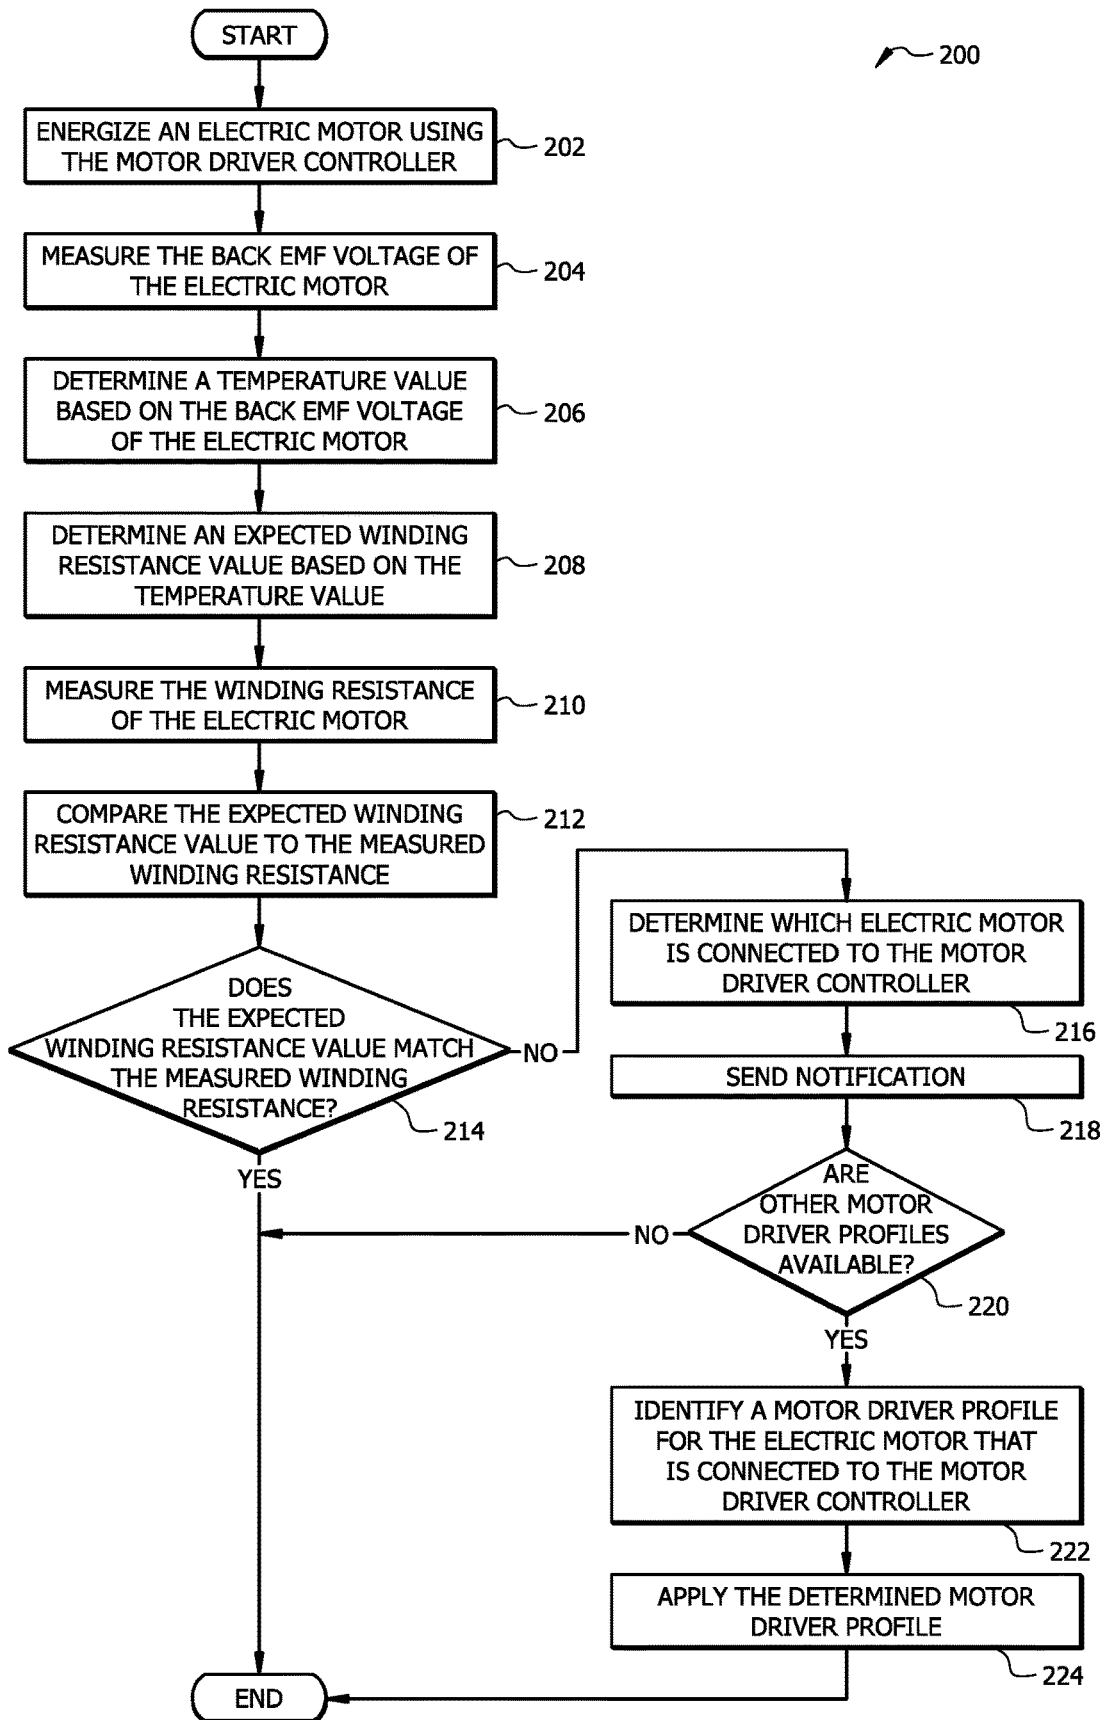 START
200
ENERGIZE AN ELECTRIC MOTOR USING
THE MOTOR DRIVER CONTROLLER
202
MEASURE THE BACK EMF VOLTAGE OF
THE ELECTRIC MOTOR
204
DETERMINE A TEMPERATURE VALUE
BASED ON THE BACK EMF VOLTAGE
OF THE ELECTRIC MOTOR
206
DETERMINE AN EXPECTED WINDING
RESISTANCE VALUE BASED ON THE
TEMPERATURE VALUE
208
MEASURE THE WINDING RESISTANCE
OF THE ELECTRIC MOTOR
210
COMPARE THE EXPECTED WINDING
RESISTANCE VALUE TO THE MEASURED
WINDING RESISTANCE
212
DOES
THE EXPECTED
WINDING RESISTANCE VALUE MATCH
THE MEASURED WINDING
RESISTANCE?
214
NO
YES
DETERMINE WHICH ELECTRIC MOTOR
IS CONNECTED TO THE MOTOR
DRIVER CONTROLLER
216
SEND NOTIFICATION
218
ARE
OTHER MOTOR
DRIVER PROFILES
AVAILABLE?
220
NO
YES
IDENTIFY A MOTOR DRIVER PROFILE
FOR THE ELECTRIC MOTOR THAT
IS CONNECTED TO THE MOTOR
DRIVER CONTROLLER
222
APPLY THE DETERMINED MOTOR
DRIVER PROFILE
224
END